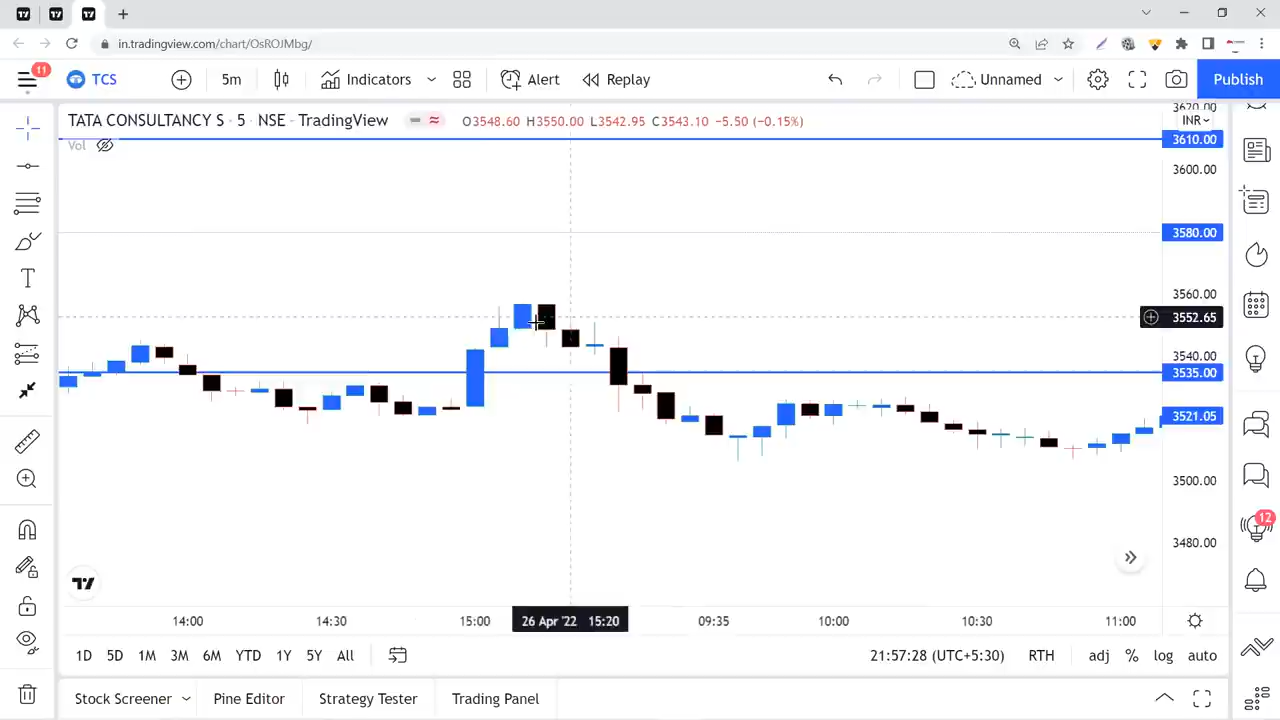 in.tradingview.com/chart/OsROJMbg/
11
TCS
5m
Indicators
Alert
Replay
Unnamed
Publish
TATA CONSULTANCY S · 5 · NSE · TradingView
O3548.60 H3550.00 L3542.95 C3543.10 −5.50 (−0.15%)
Vol
3620.00
INR
3610.00
3600.00
3580.00
3560.00
3552.65
3540.00
3535.00
3521.05
3500.00
3480.00
12
14:00
14:30
15:00
26 Apr '22 15:20
09:35
10:00
10:30
11:00
1D 5D 1M 3M 6M YTD 1Y 5Y All
21:57:28 (UTC+5:30)
RTH
adj % log auto
Stock Screener
Pine Editor
Strategy Tester
Trading Panel